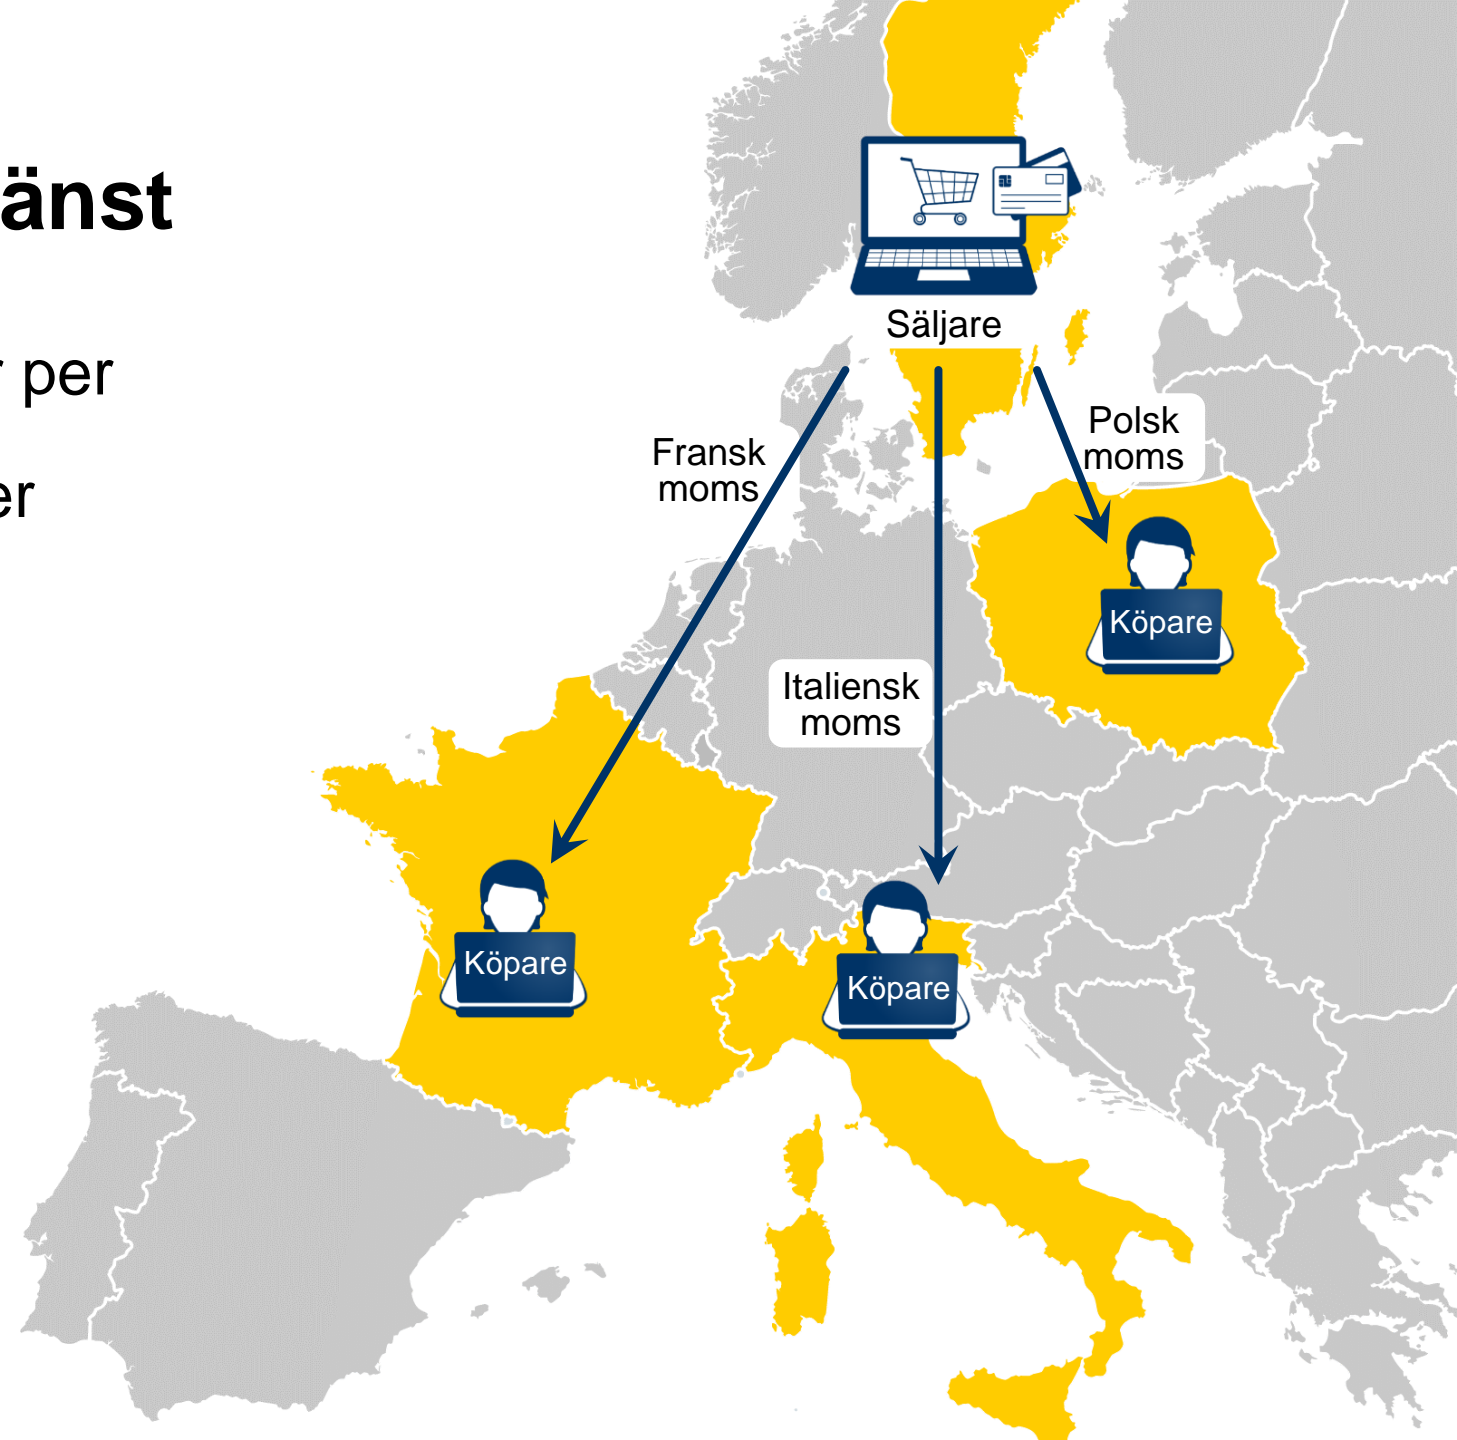 änst
r per
er
Säljare
Fransk
moms
Polsk
moms
Köpare
Italiensk
moms
Köpare
Köpare